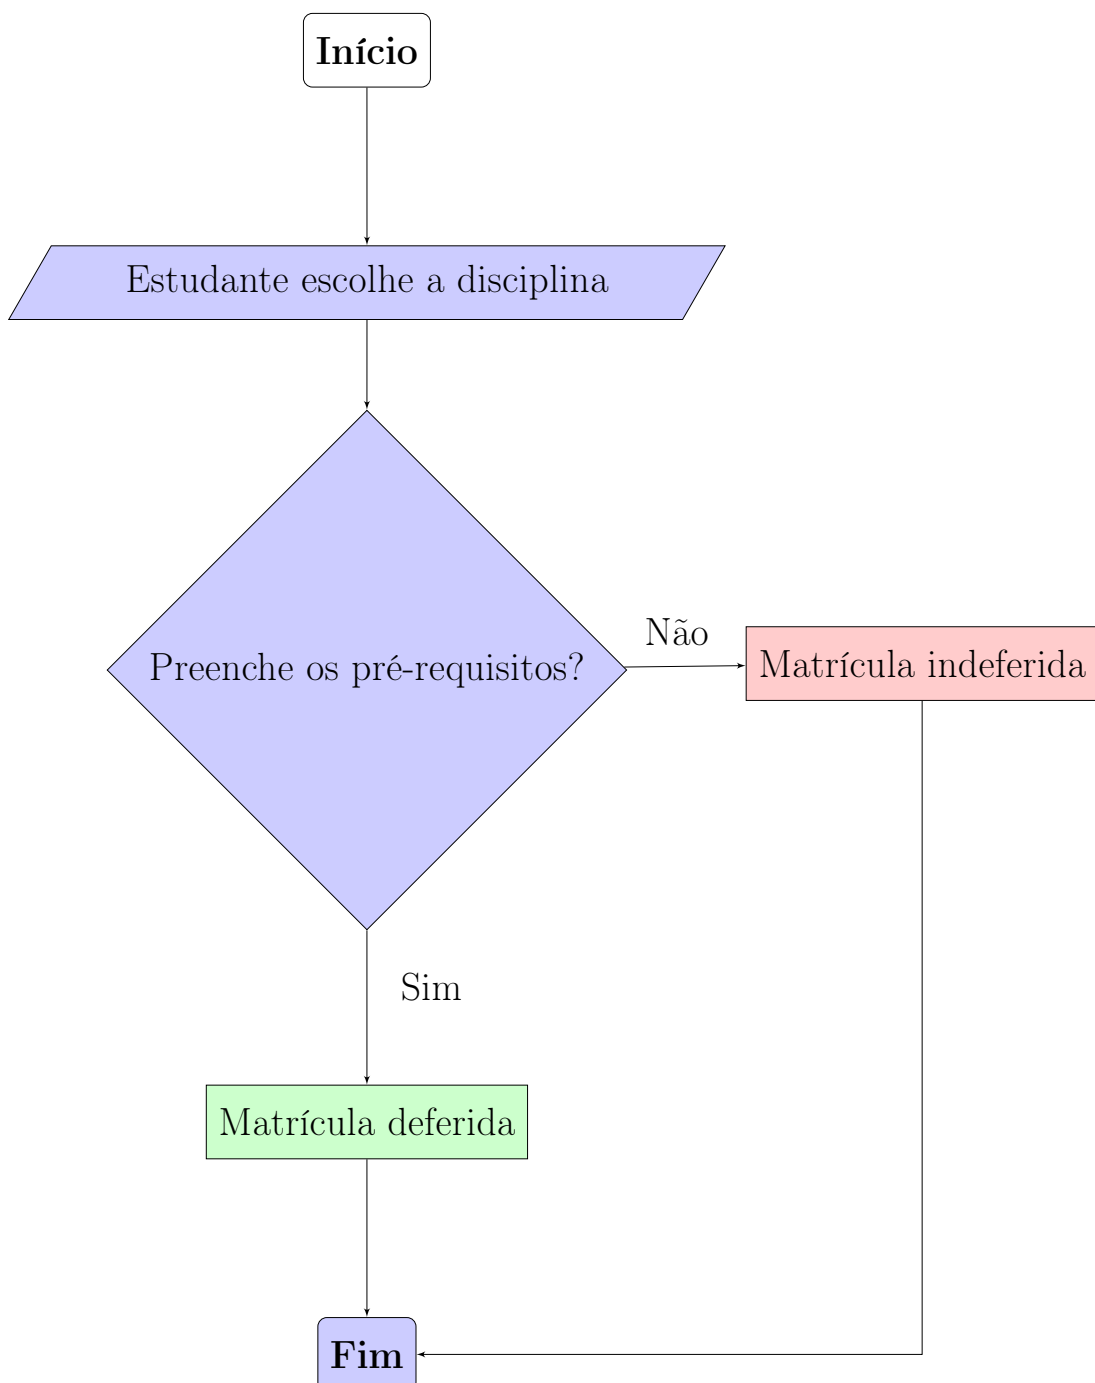 Início
Estudante escolhe a disciplina
Preenche os pré-requisitos?
Não
Matrícula indeferida
Sim
Matrícula deferida
Fim